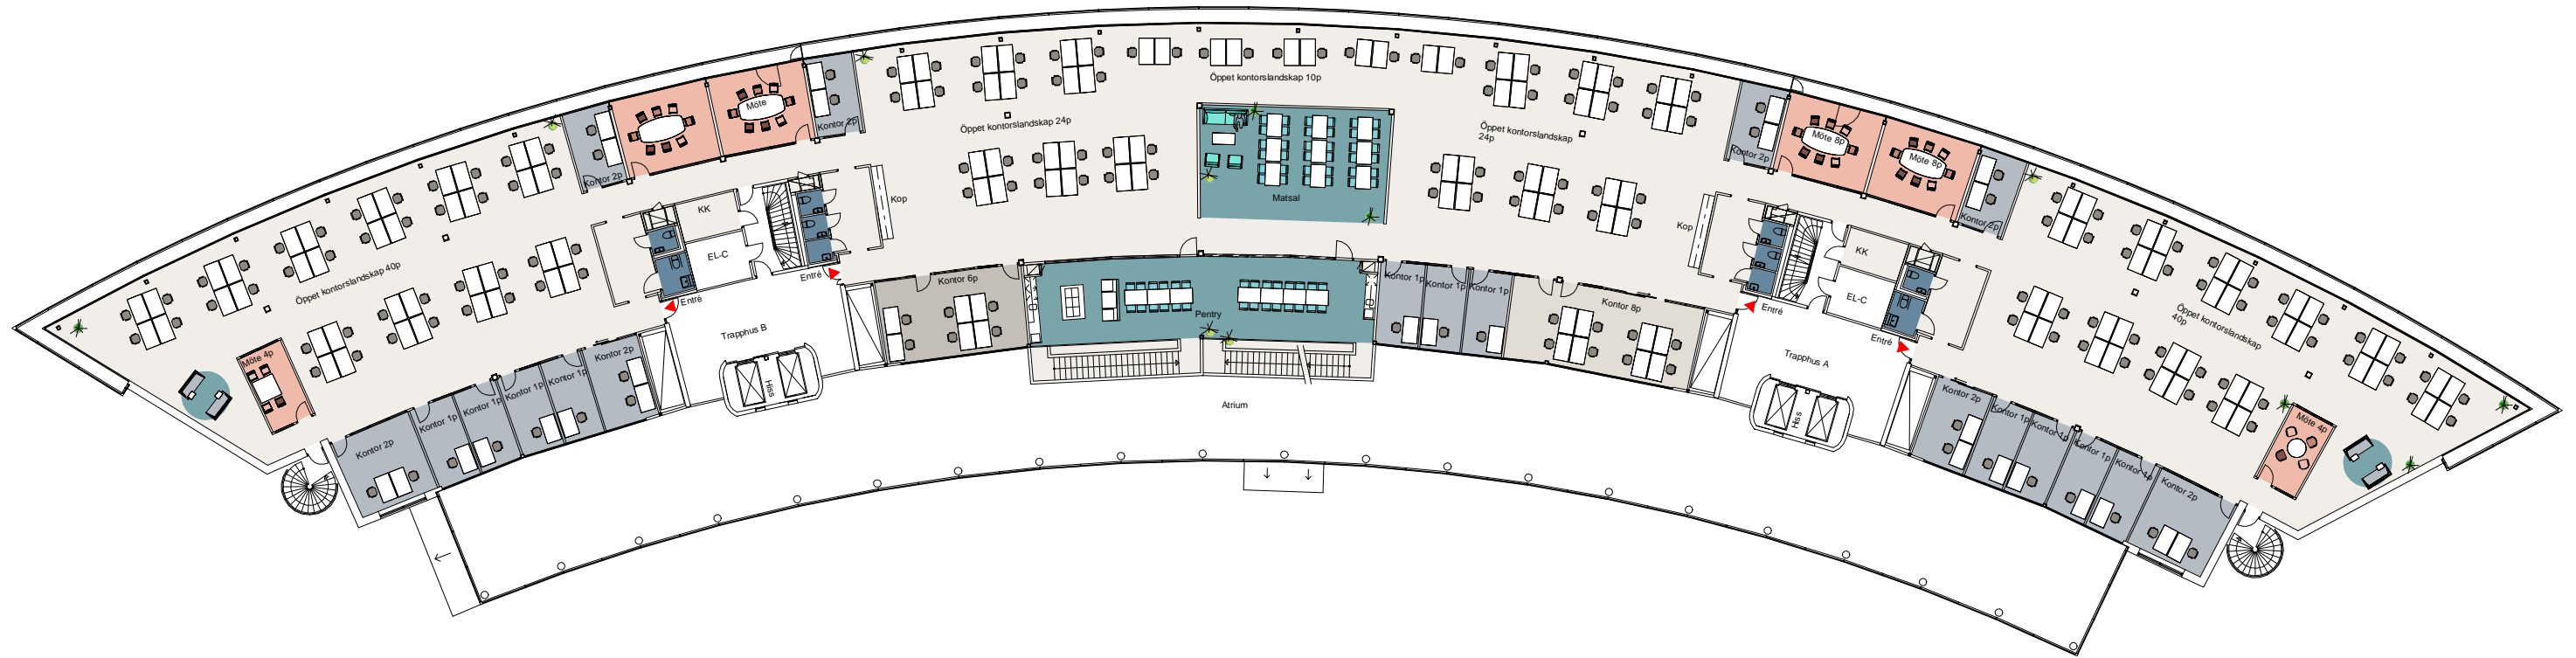 Öppet kontorslandskap 10p
Möte
Kontor 2p
Kontor 2p
Öppet kontorslandskap 24p
Öppet kontorslandskap
24p
Kontor 2p
Möte 8p
Möte 8p
Kontor 2p
KK
Kop
Matsal
Kop
KK
EL-C
EL-C
Öppet kontorslandskap 40p
Entré
Entré
Kontor 6p
Pentry
Kontor 1p
Kontor 1p
Kontor 1p
Kontor 8p
Entré
Entré
Öppet kontorslandskap
40p
Trapphus B
Trapphus A
Hiss
Hiss
Möte 4p
Kontor 2p
Kontor 1p
Kontor 1p
Kontor 1p
Kontor 1p
Kontor 2p
Atrium
Kontor 2p
Kontor 1p
Kontor 1p
Kontor 1p
Kontor 1p
Kontor 2p
Möte 4p